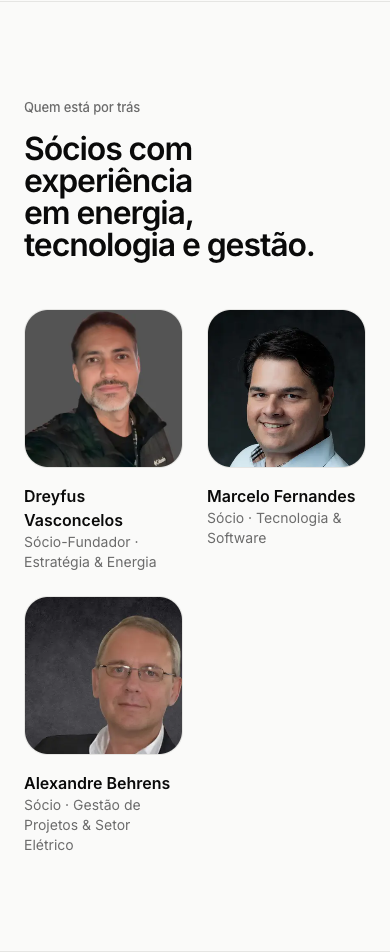 Quem está por trás
Sócios com
experiência
em energia,
tecnologia e gestão.
Dreyfus
Vasconcelos
Sócio-Fundador ·
Estratégia & Energia
Marcelo Fernandes
Sócio · Tecnologia &
Software
Alexandre Behrens
Sócio · Gestão de
Projetos & Setor
Elétrico